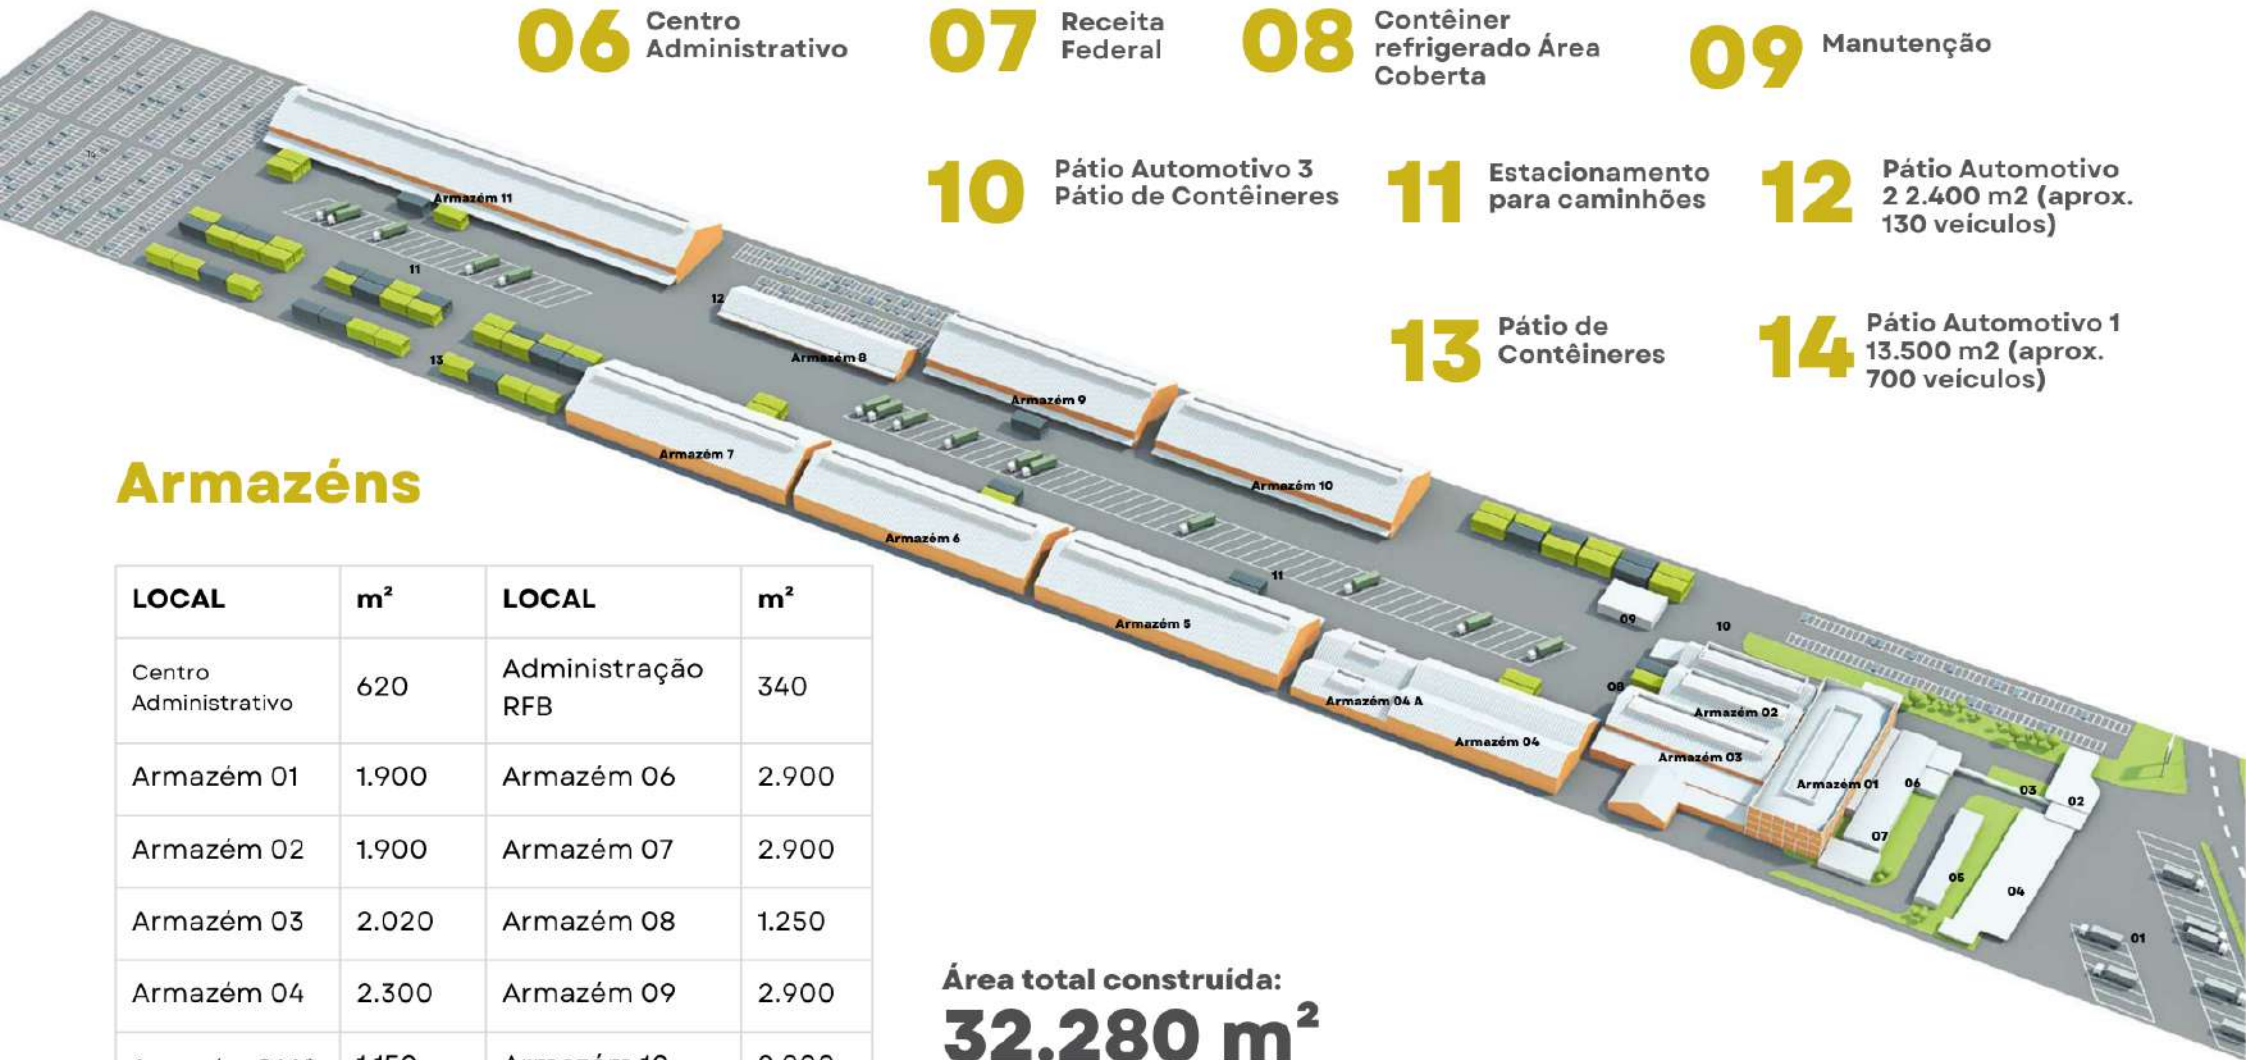 06 Centro
Administrativo
07 Receita
Federal
08 Contêiner
refrigerado Área
Coberta
09 Manutenção
10 Pátio Automotivo 3
Pátio de Contêineres
11 Estacionamento
para caminhões
12 Pátio Automotivo
2 2.400 m2 (aprox.
130 veículos)
13 Pátio de
Contêineres
14 Pátio Automotivo 1
13.500 m2 (aprox.
700 veículos)
14
Armazém 11
11
12
13
Armazém 8
Armazém 9
Armazém 7
Armazém 10
Armazém 6
11
Armazém 5
09
10
08
Armazém 04 A
Armazém 02
Armazém 04
Armazém 03
Armazém 01
06
03
02
07
05
04
01
Armazéns
LOCAL m² LOCAL m²
Centro
Administrativo 620 Administração
RFB 340
Armazém 01 1.900 Armazém 06 2.900
Armazém 02 1.900 Armazém 07 2.900
Armazém 03 2.020 Armazém 08 1.250
Armazém 04 2.300 Armazém 09 2.900
Área total construída:
32.280 m²